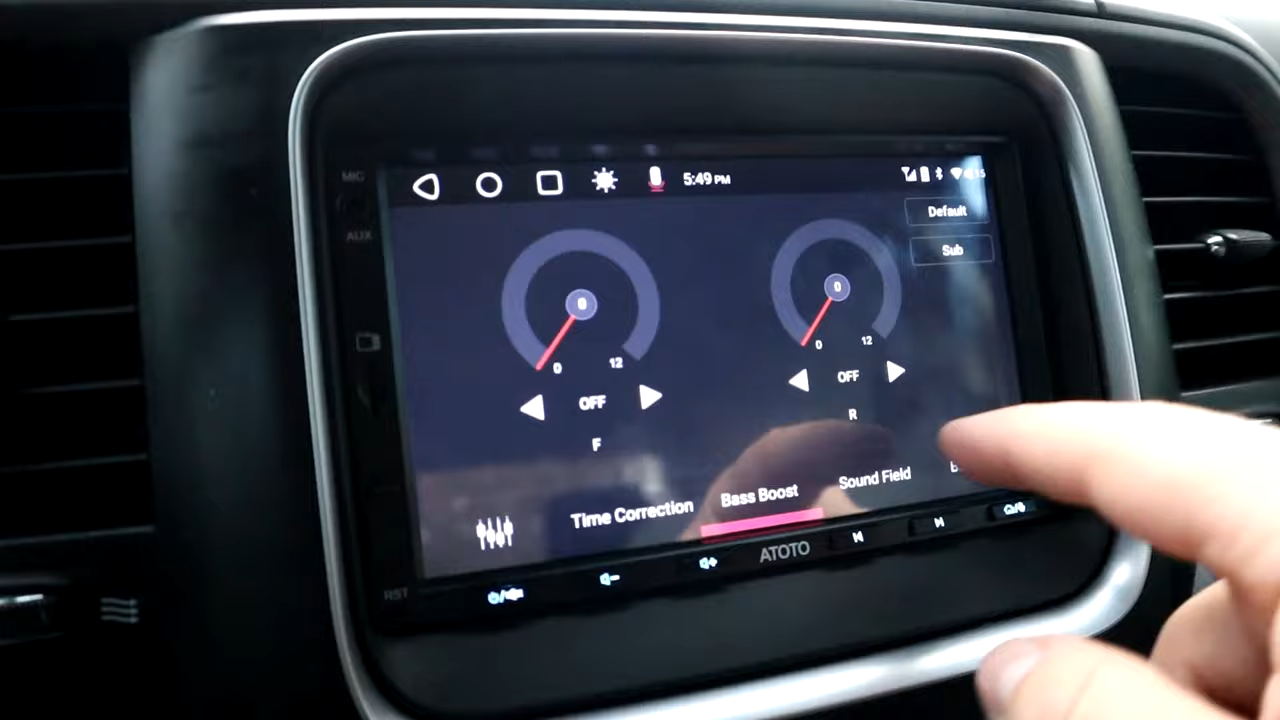 MIC
5:49 PM
15
Default
AUX
Sub
0
0
0
12
0
12
OFF
OFF
R
F
Time Correction
Bass Boost
Sound Field
ATOTO
RST